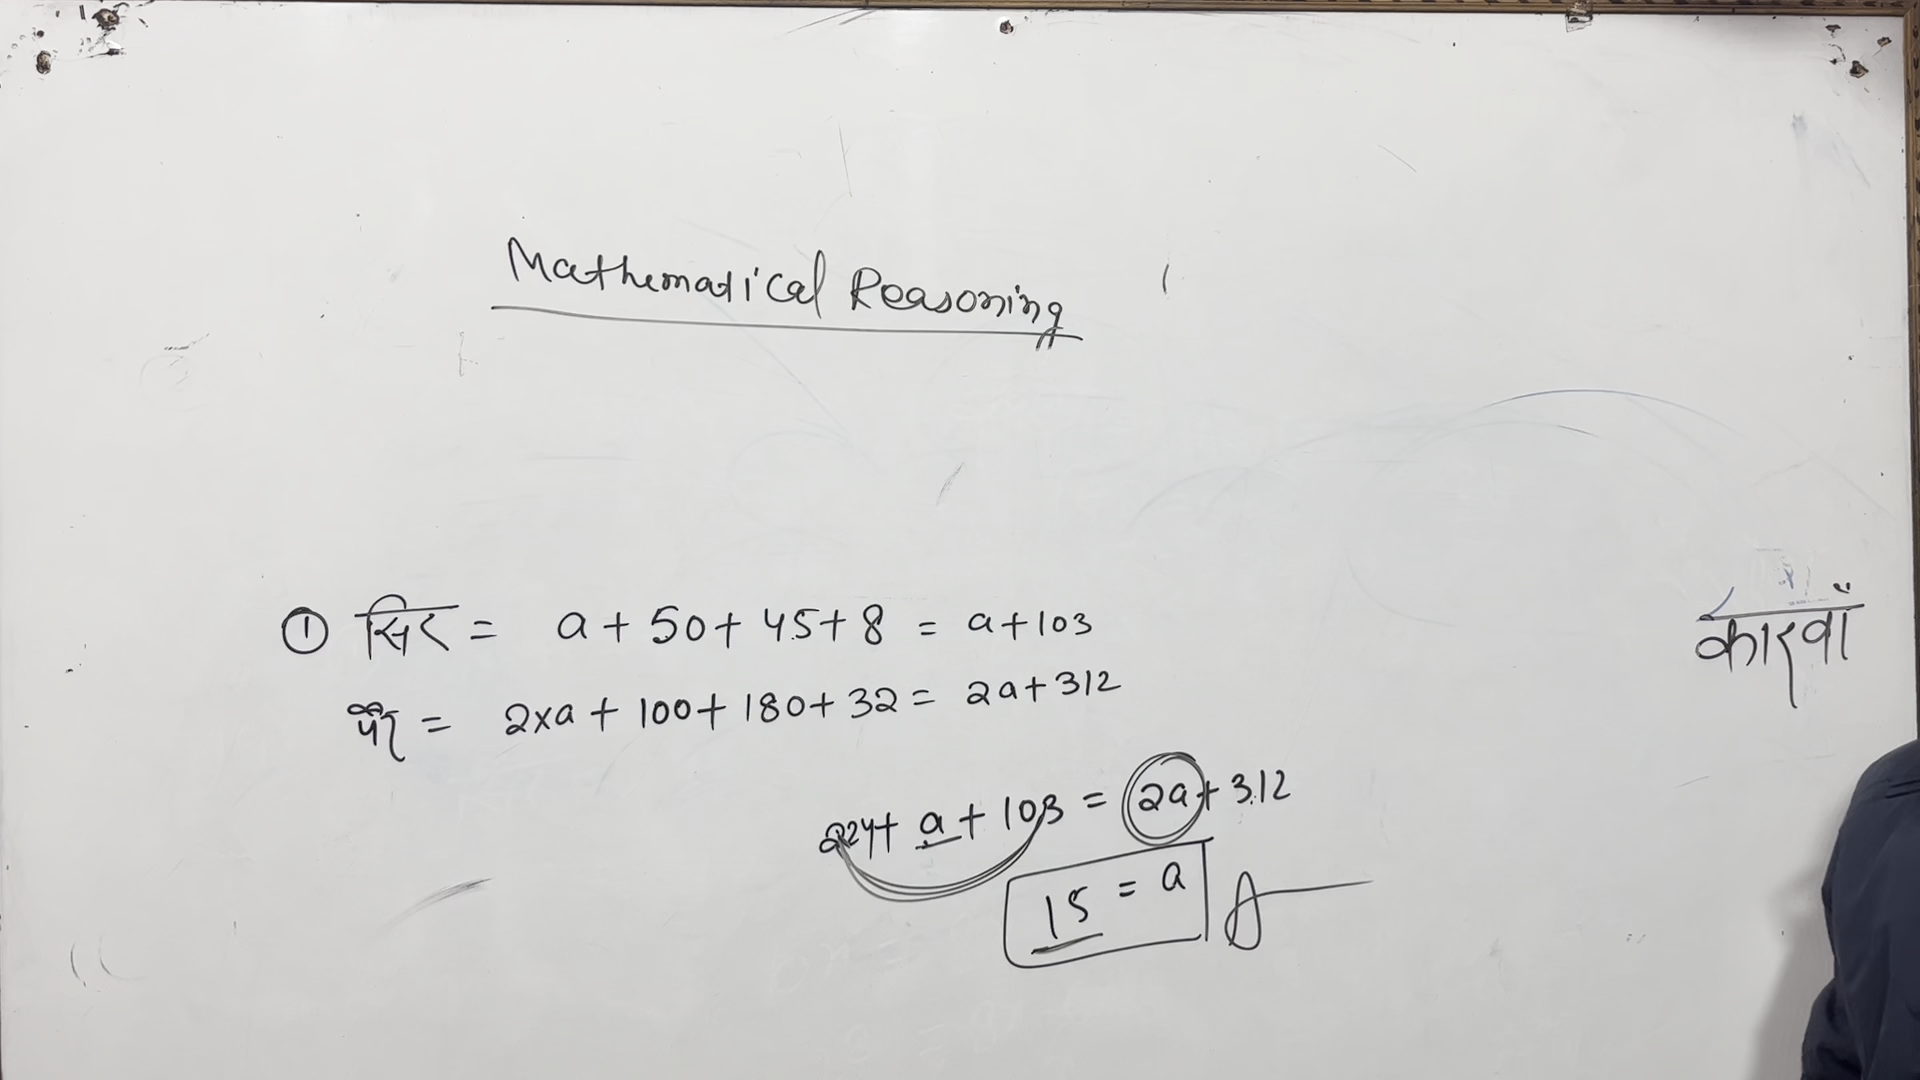 Mathematical Reasoning
① सिर = a + 50 + 45 + 8 = a + 103
पैर = 2xa + 100 + 180 + 32 = 2a + 312
224 + a + 103 = 2a + 312
15 = a
कारवाँ